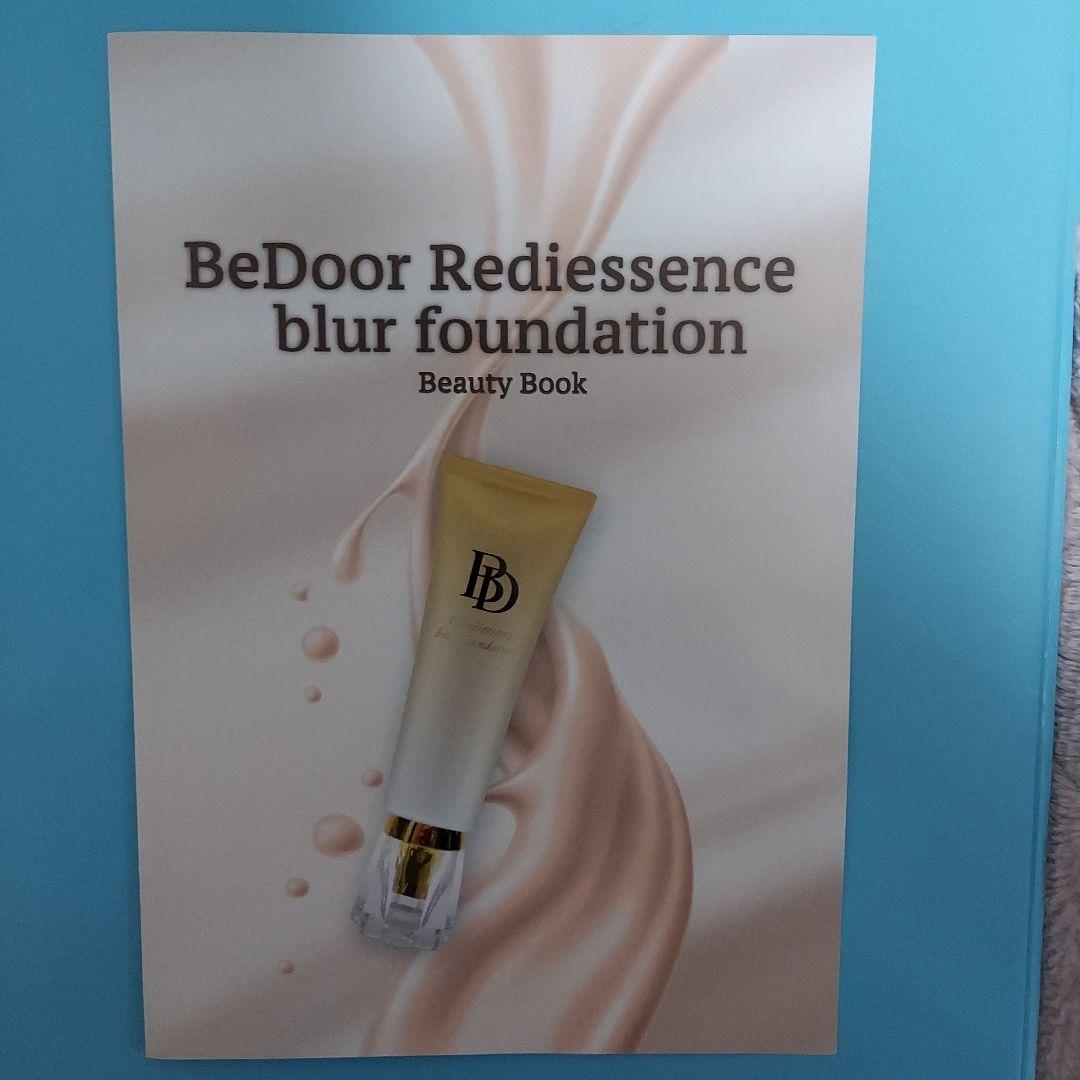 BeDoor Rediessence
blur foundation
Beauty Book
BD